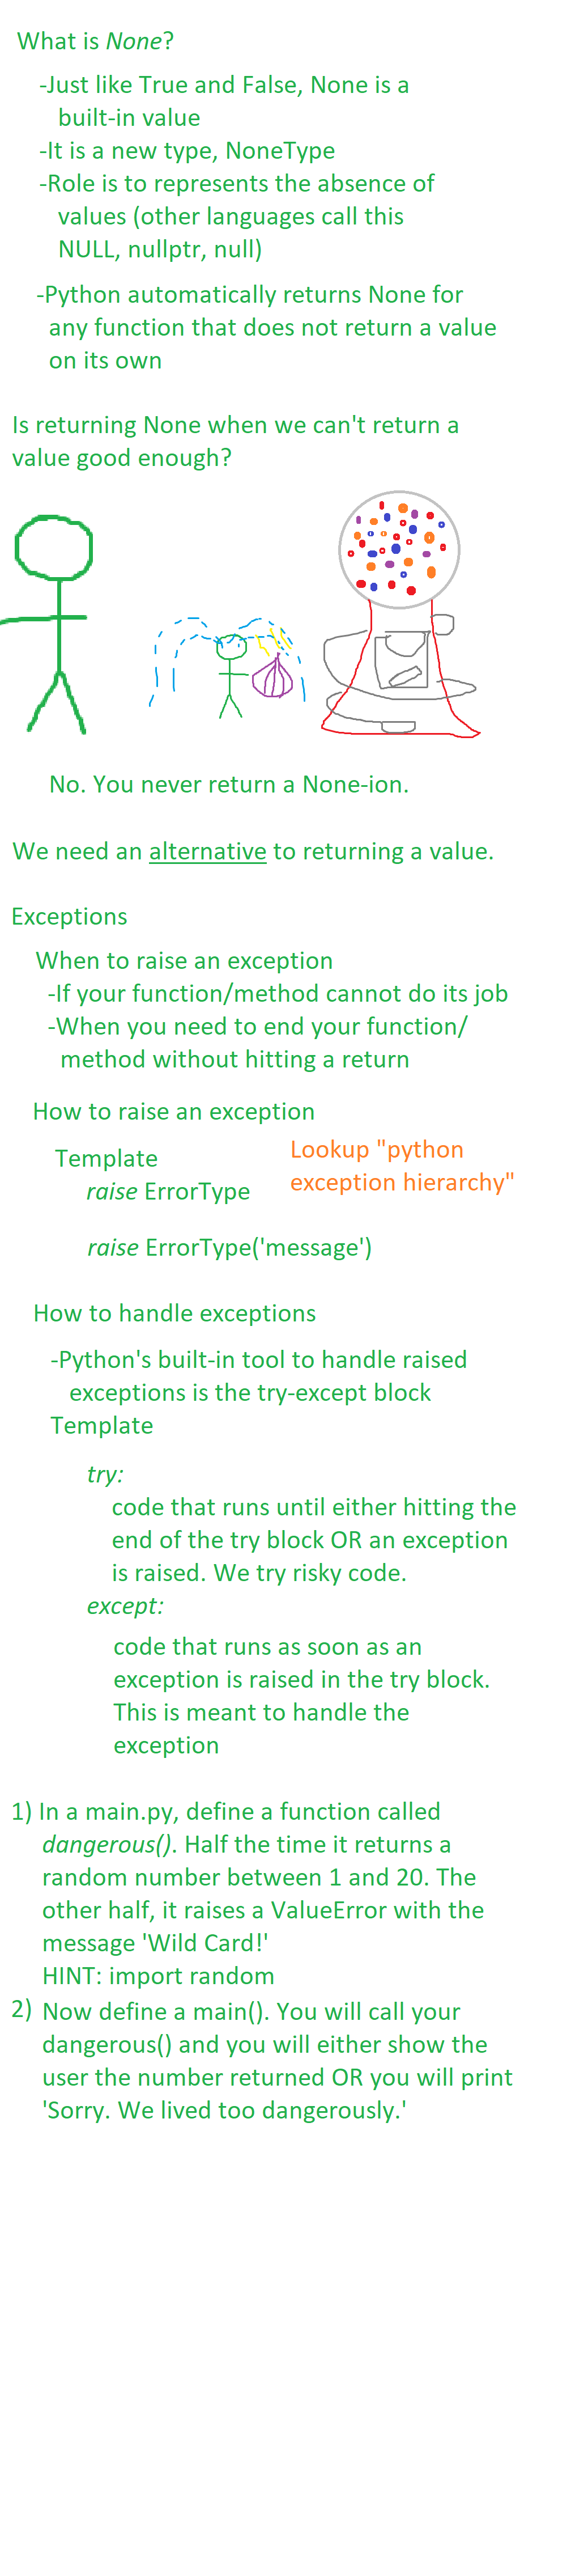 What is None?
-Just like True and False, None is a
built-in value
-It is a new type, NoneType
-Role is to represents the absence of
values (other languages call this
NULL, nullptr, null)
-Python automatically returns None for
any function that does not return a value
on its own
Is returning None when we can't return a
value good enough?
No. You never return a None-ion.
We need an alternative to returning a value.
Exceptions
When to raise an exception
-If your function/method cannot do its job
-When you need to end your function/
method without hitting a return
How to raise an exception
Template
raise ErrorType
Lookup "python
exception hierarchy"
raise ErrorType('message')
How to handle exceptions
-Python's built-in tool to handle raised
exceptions is the try-except block
Template
try:
code that runs until either hitting the
end of the try block OR an exception
is raised. We try risky code.
except:
code that runs as soon as an
exception is raised in the try block.
This is meant to handle the
exception
1) In a main.py, define a function called
dangerous(). Half the time it returns a
random number between 1 and 20. The
other half, it raises a ValueError with the
message 'Wild Card!'
HINT: import random
2) Now define a main(). You will call your
dangerous() and you will either show the
user the number returned OR you will print
'Sorry. We lived too dangerously.'